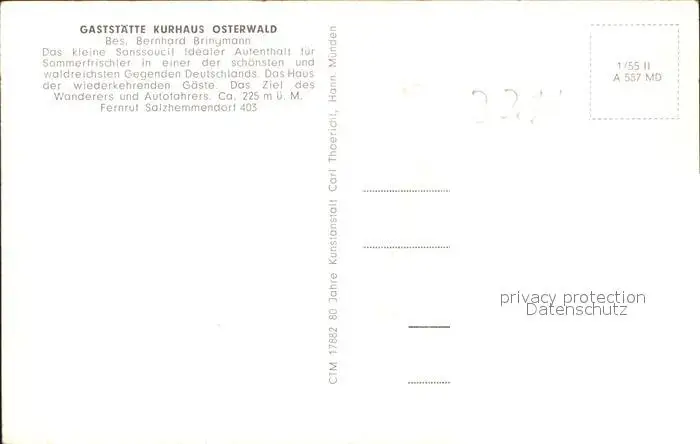 GASTSTÄTTE KURHAUS OSTERWALD
Bes. Bernhard Bringmann
Das kleine Sanssouci! Idealer Aufenthalt für
Sommerfrischler in einer der schönsten und
waldreichsten Gegenden Deutschlands. Das Haus
der wiederkehrenden Gäste. Das Ziel des
Wanderers und Autofahrers. Ca. 225 m ü. M.
Fernruf Salzhemmendorf 403
CTM 17882 80 Jahre Kunstanstalt Carl Thoericht, Hann. Münden
1/55 II
A 587 MD
privacy protection
Datenschutz